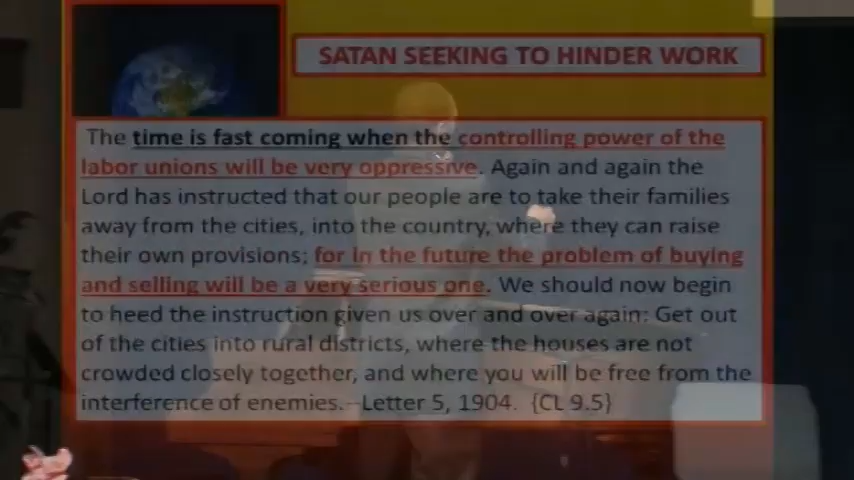 SATAN SEEKING TO HINDER WORK
The time is fast coming when the controlling power of the
labor unions will be very oppressive. Again and again the
Lord has instructed that our people are to take their families
away from the cities, into the country, where they can raise
their own provisions; for in the future the problem of buying
and selling will be a very serious one. We should now begin
to heed the instruction given us over and over again: Get out
of the cities into rural districts, where the houses are not
crowded closely together, and where you will be free from the
interference of enemies.--Letter 5, 1904. {CL 9.5}